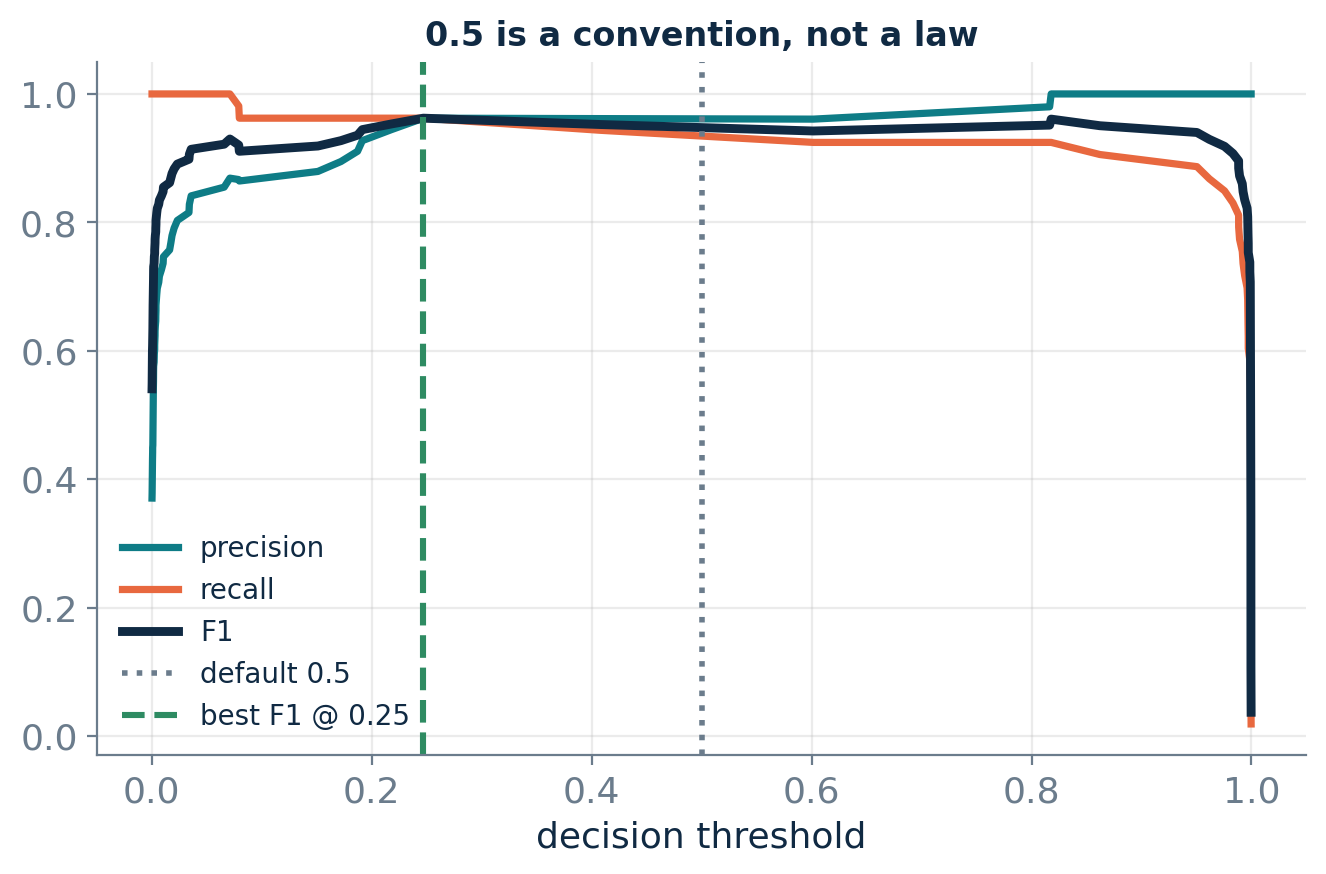 0.5 is a convention, not a law
1.0
0.8
0.6
0.4
0.2
0.0
precision
recall
F1
default 0.5
best F1 @ 0.25
0.0 0.2 0.4 0.6 0.8 1.0
decision threshold